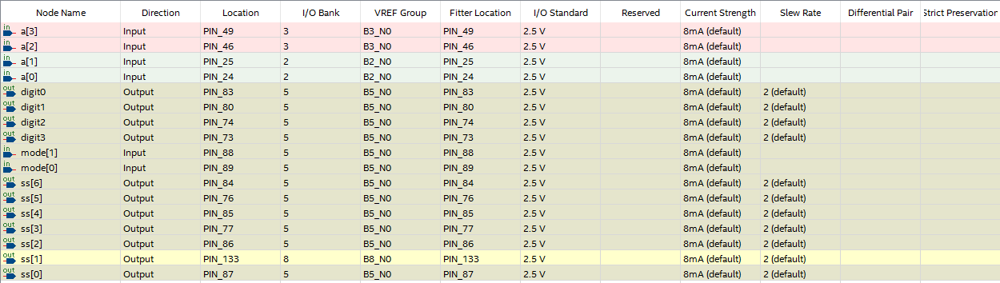 Node Name Direction Location I/O Bank VREF Group Fitter Location I/O Standard Reserved Current Strength Slew Rate Differential Pair Strict Preservation
in a[3] Input PIN_49 3 B3_N0 PIN_49 2.5 V 8mA (default)
in a[2] Input PIN_46 3 B3_N0 PIN_46 2.5 V 8mA (default)
in a[1] Input PIN_25 2 B2_N0 PIN_25 2.5 V 8mA (default)
in a[0] Input PIN_24 2 B2_N0 PIN_24 2.5 V 8mA (default)
out digit0 Output PIN_83 5 B5_N0 PIN_83 2.5 V 8mA (default) 2 (default)
out digit1 Output PIN_80 5 B5_N0 PIN_80 2.5 V 8mA (default) 2 (default)
out digit2 Output PIN_74 5 B5_N0 PIN_74 2.5 V 8mA (default) 2 (default)
out digit3 Output PIN_73 5 B5_N0 PIN_73 2.5 V 8mA (default) 2 (default)
in mode[1] Input PIN_88 5 B5_N0 PIN_88 2.5 V 8mA (default)
in mode[0] Input PIN_89 5 B5_N0 PIN_89 2.5 V 8mA (default)
out ss[6] Output PIN_84 5 B5_N0 PIN_84 2.5 V 8mA (default) 2 (default)
out ss[5] Output PIN_76 5 B5_N0 PIN_76 2.5 V 8mA (default) 2 (default)
out ss[4] Output PIN_85 5 B5_N0 PIN_85 2.5 V 8mA (default) 2 (default)
out ss[3] Output PIN_77 5 B5_N0 PIN_77 2.5 V 8mA (default) 2 (default)
out ss[2] Output PIN_86 5 B5_N0 PIN_86 2.5 V 8mA (default) 2 (default)
out ss[1] Output PIN_133 8 B8_N0 PIN_133 2.5 V 8mA (default) 2 (default)
out ss[0] Output PIN_87 5 B5_N0 PIN_87 2.5 V 8mA (default) 2 (default)